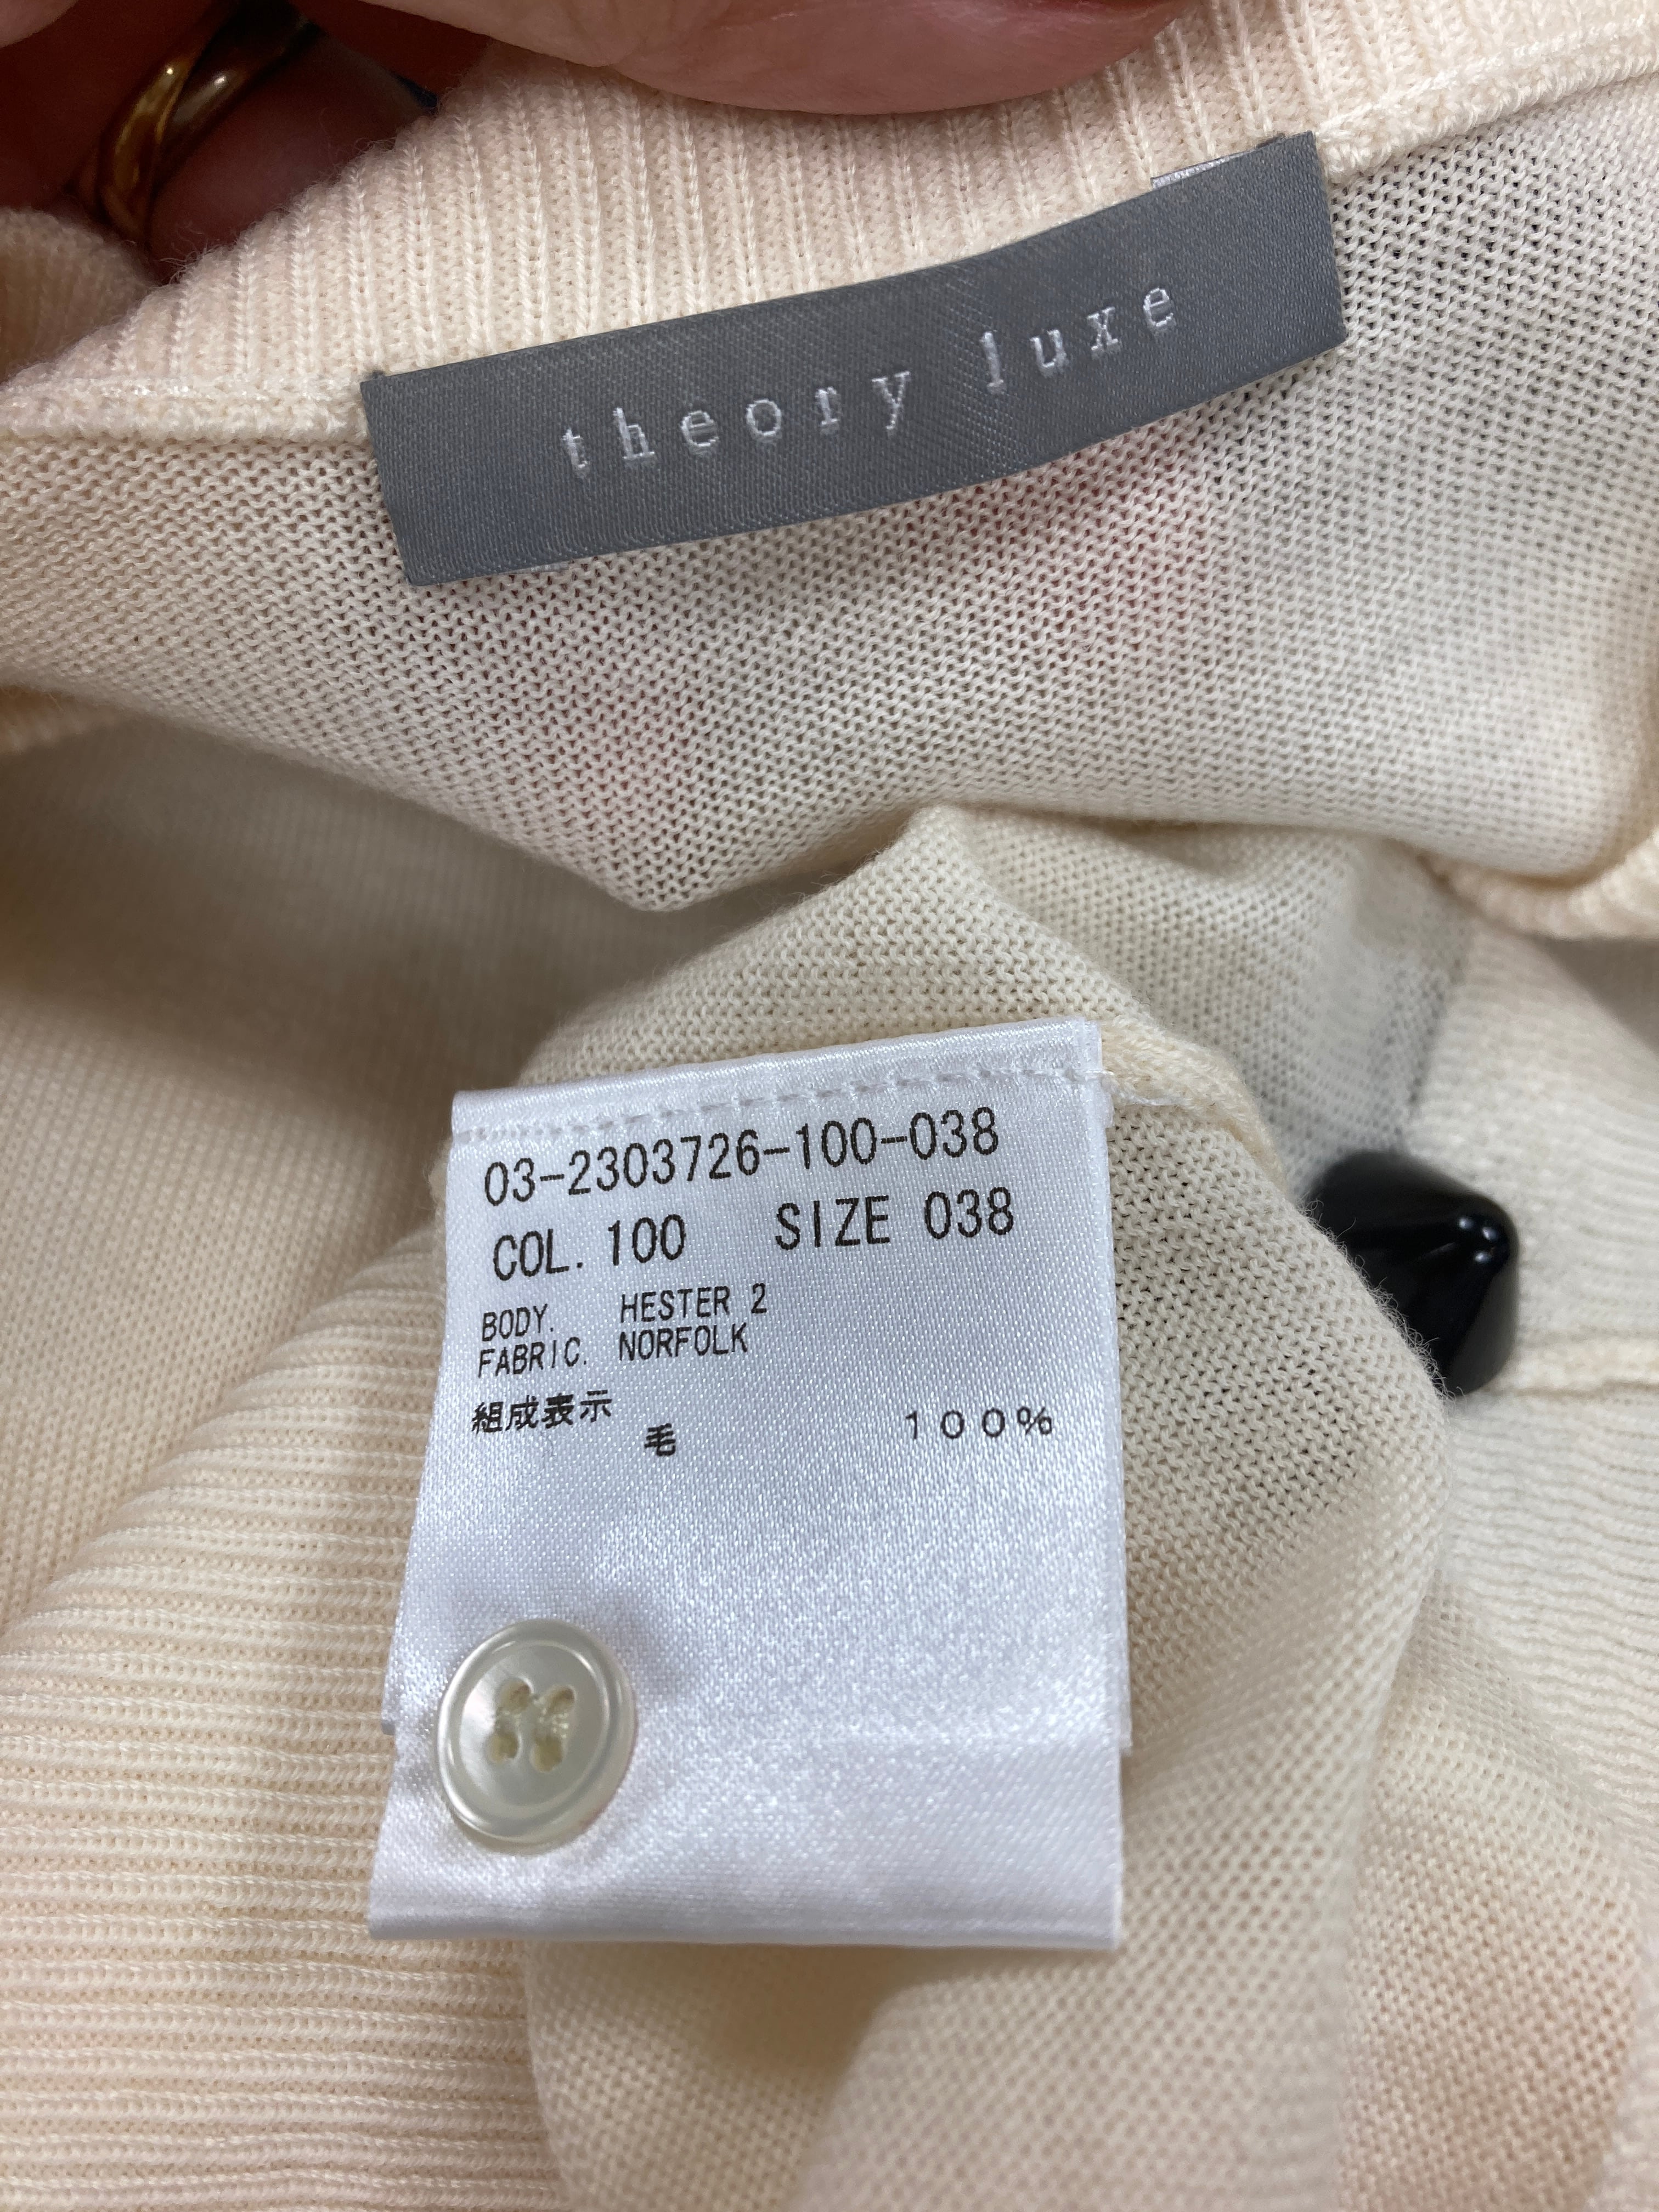 theory luxe
03-2303726-100-038
COL. 100 SIZE 038
BODY. HESTER 2
FABRIC. NORFOLK
組成表示
毛 100%